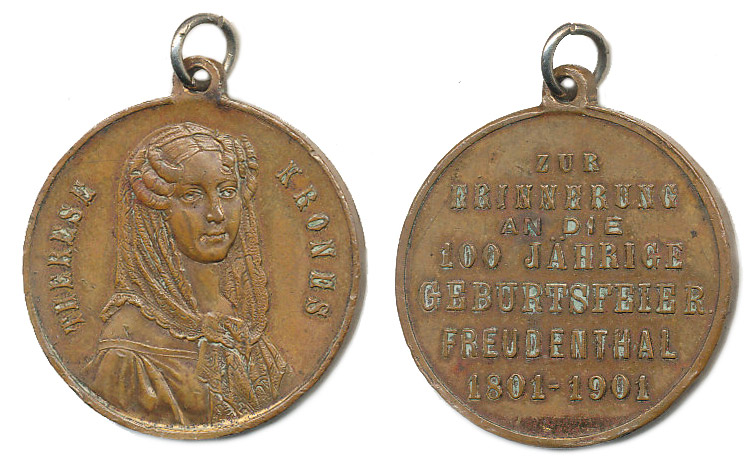 THERESE KRONES
ZUR
ERINNERUNG
AN DIE
100 JÄHRIGE
GEBURTSFEIER
FREUDENTHAL
1801-1901